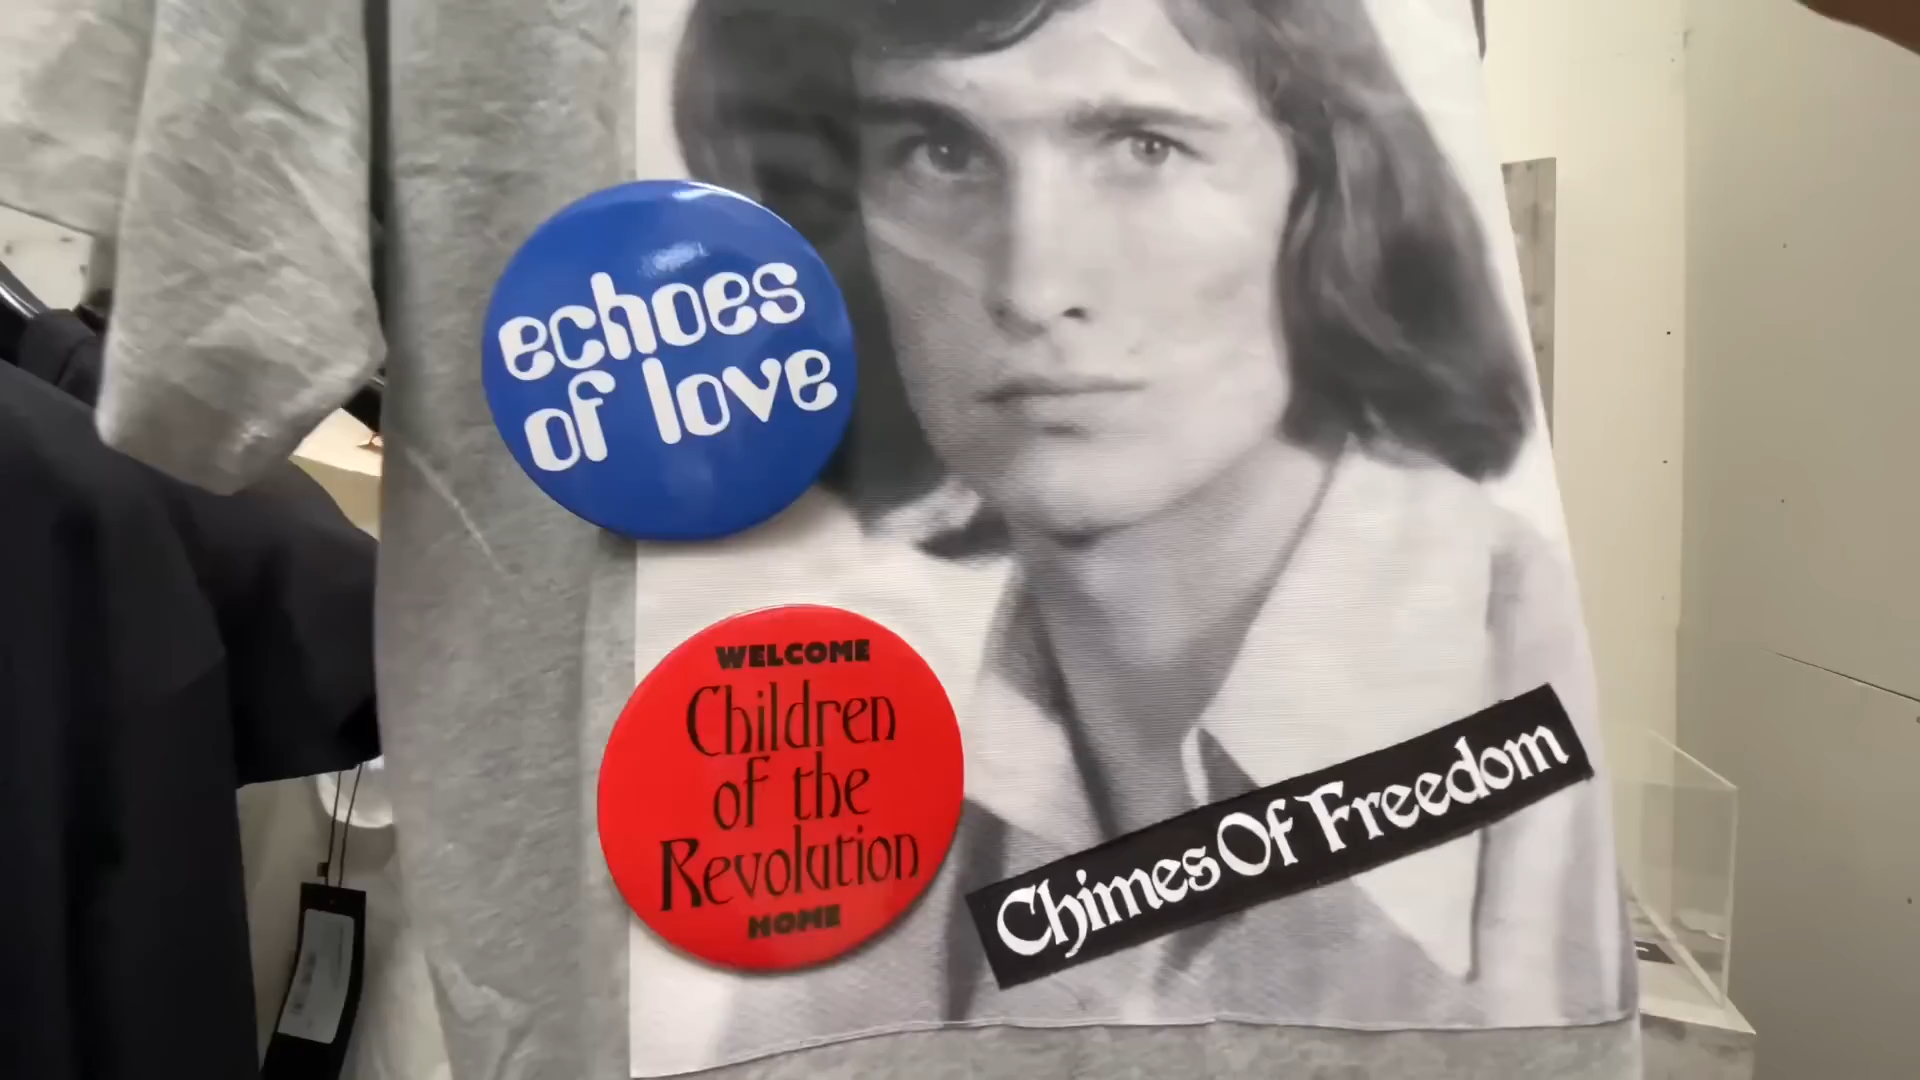 echoes
of love
WELCOME
Children
of the
Revolution
HOME
Chimes Of Freedom